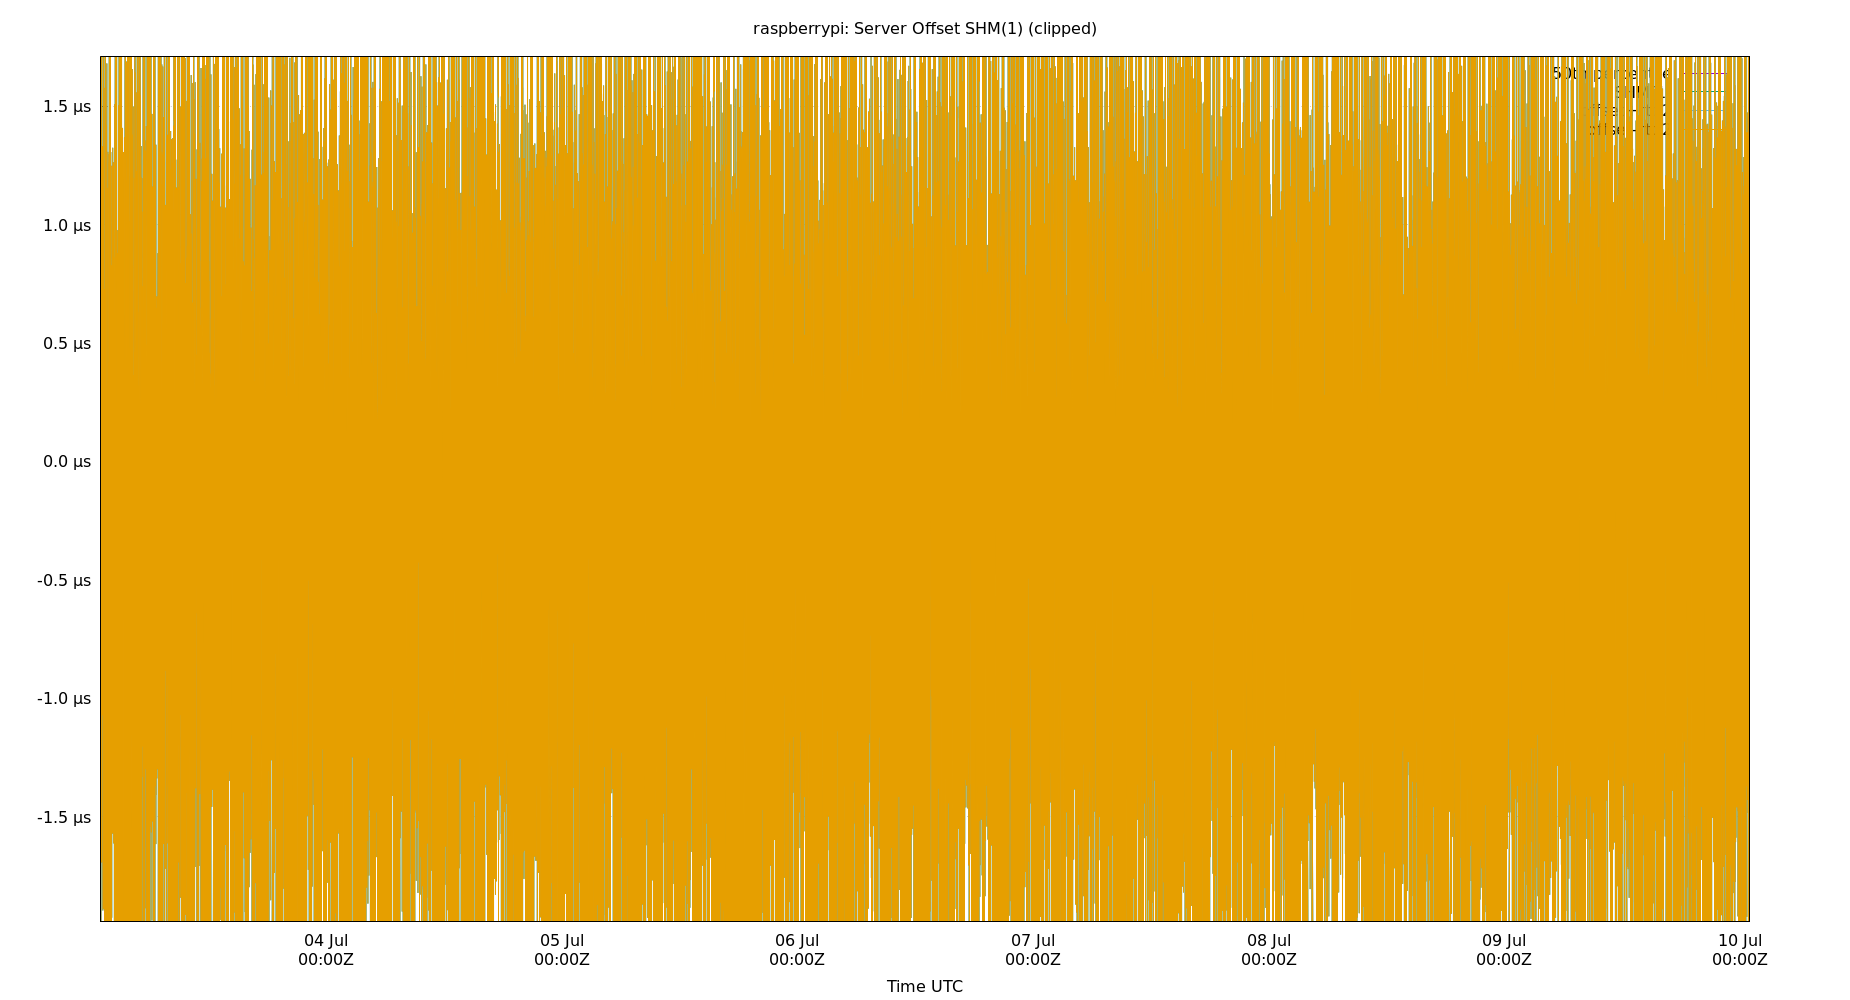 raspberrypi: Server Offset SHM(1) (clipped)
1.5 µs
1.0 µs
0.5 µs
0.0 µs
-0.5 µs
-1.0 µs
-1.5 µs
04 Jul 05 Jul 06 Jul 07 Jul 08 Jul 09 Jul 10 Jul
00:00Z 00:00Z 00:00Z 00:00Z 00:00Z 00:00Z 00:00Z
Time UTC